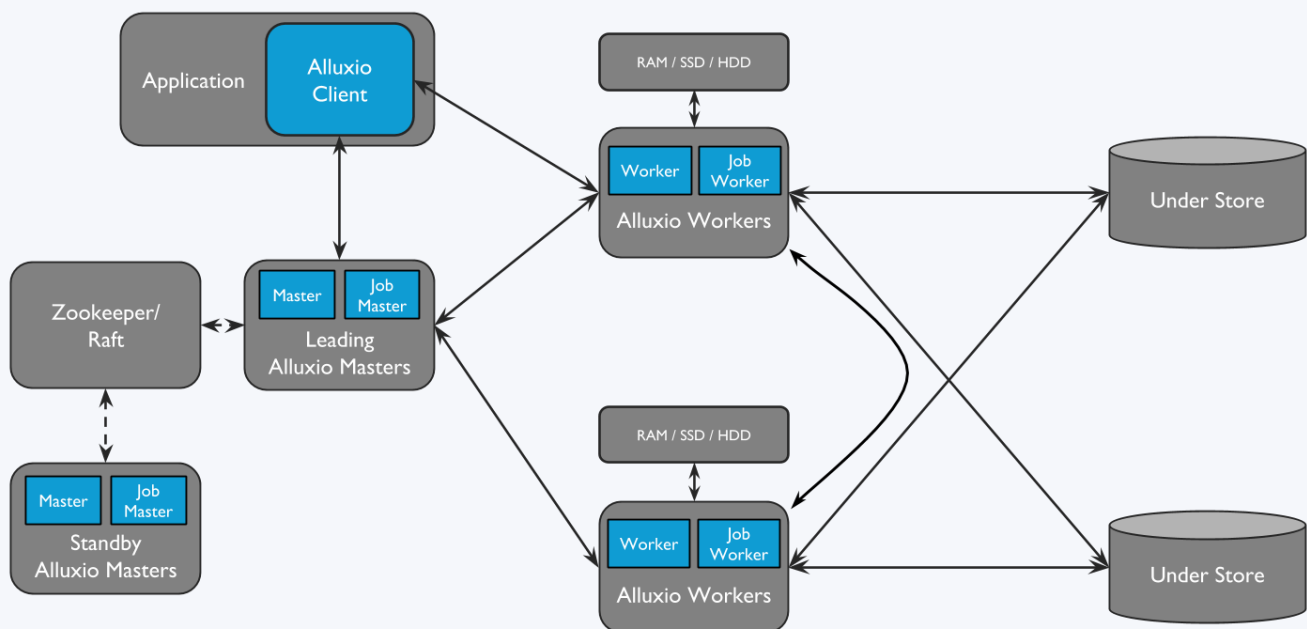 Application
Alluxio
Client
RAM / SSD / HDD
Worker
Job
Worker
Alluxio Workers
Under Store
Zookeeper/
Raft
Master
Job
Master
Leading
Alluxio Masters
RAM / SSD / HDD
Master
Job
Master
Standby
Alluxio Masters
Worker
Job
Worker
Alluxio Workers
Under Store